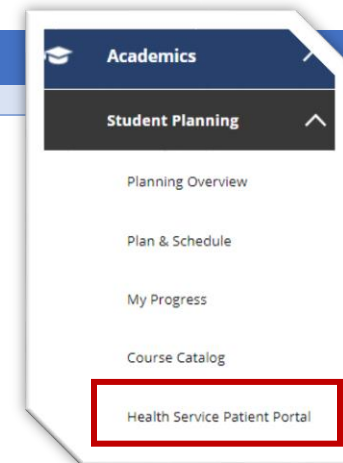 Academics
Student Planning
Planning Overview
Plan & Schedule
My Progress
Course Catalog
Health Service Patient Portal